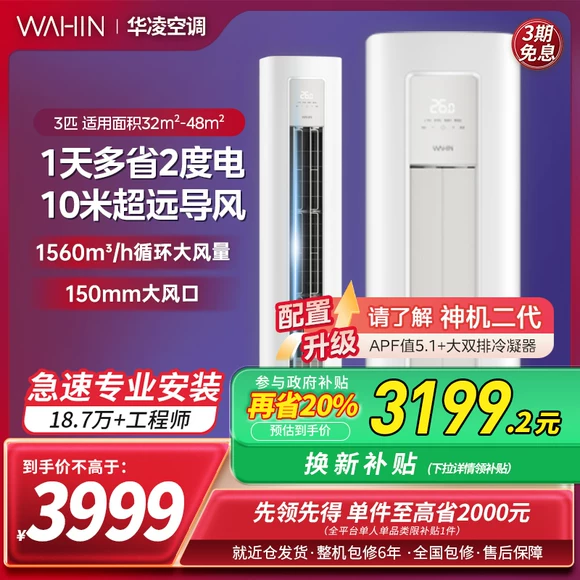 WAHIN 华凌空调
3期
免息
3匹 适用面积32m²-48m²
1天多省2度电
10米超远导风
1560m³/h循环大风量
150mm大风口
26.0
26.0
WAHIN
配置
升级
请了解 神机二代
APF值5.1+大双排冷凝器
急速专业安装
18.7万+工程师
参与政府补贴
再省20%
预估到手价
3199.2元
换新补贴 (下拉详情领补贴)
到手价不高于:
¥3999
先领先得 单件至高省2000元
(全平台单人单品类限补贴1件)
就近仓发货·整机包修6年·全国包修·售后保障